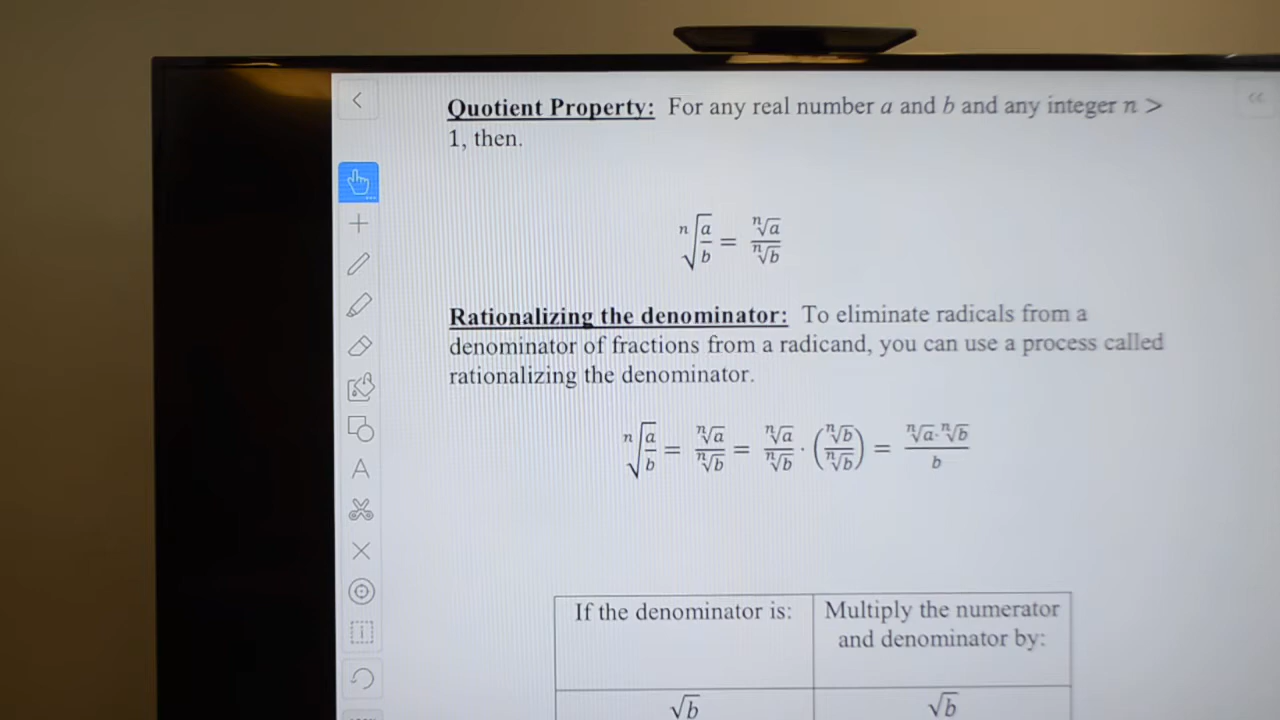 Quotient Property: For any real number a and b and any integer n >
1, then.
ⁿ√(a/b) = ⁿ√a / ⁿ√b
Rationalizing the denominator: To eliminate radicals from a
denominator of fractions from a radicand, you can use a process called
rationalizing the denominator.
ⁿ√(a/b) = ⁿ√a / ⁿ√b = ⁿ√a / ⁿ√b · (ⁿ√b / ⁿ√b) = ⁿ√a·ⁿ√b / b
If the denominator is: Multiply the numerator
and denominator by:
√b √b